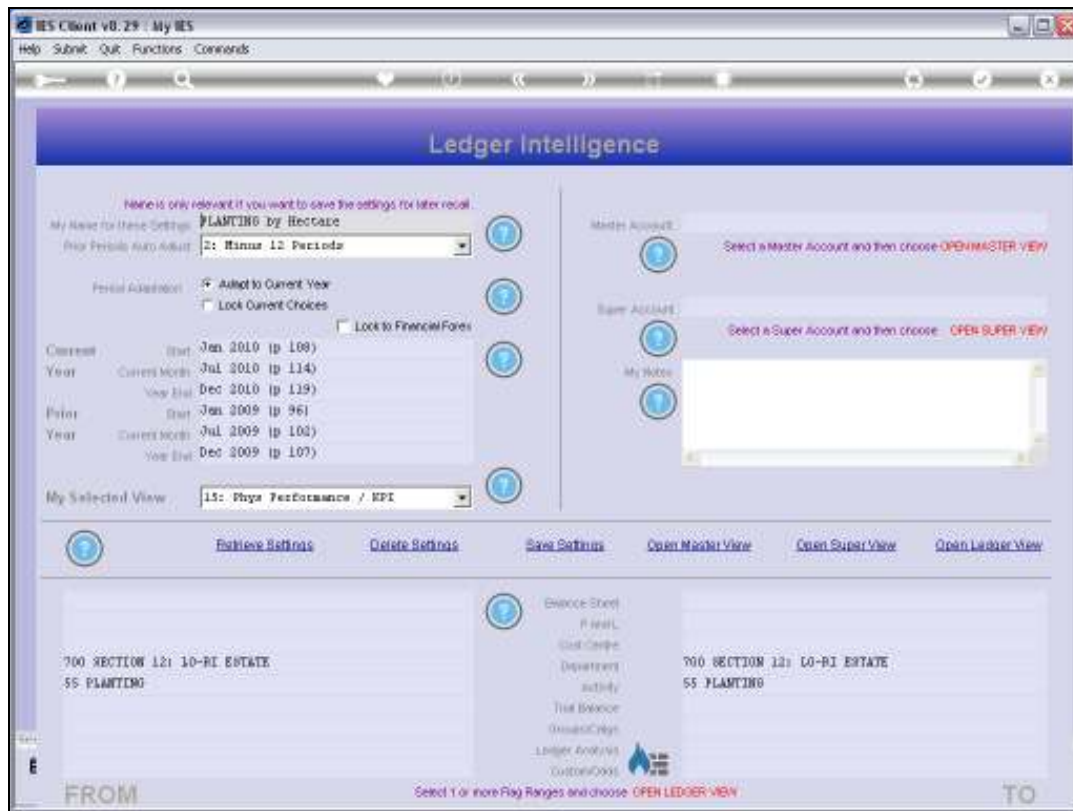 IES Client v8.29 : My IES
Help Submit Quit Functions Commands
Ledger Intelligence
Name is only relevant if you want to save the settings for later recall.
My Name for these Settings PLANTING by Hectare
Prior Periods Auto Adjust 2: Minus 12 Periods
Period Adaptation Adapt to Current Year
Lock Current Choices
Lock to Financial Forex
Current Start Jan 2010 (p 108)
Year Current Month Jul 2010 (p 114)
Year End Dec 2010 (p 119)
Prior Start Jan 2009 (p 96)
Year Current Month Jul 2009 (p 102)
Year End Dec 2009 (p 107)
My Selected View 15: Phys Performance / KPI
Master Account
Select a Master Account and then choose OPEN MASTER VIEW
Super Account
Select a Super Account and then choose OPEN SUPER VIEW
My Notes
Retrieve Settings Delete Settings Save Settings Open Master View Open Super View Open Ledger View
Balance Sheet
P and L
Cost Centre
700 SECTION 12: LO-RI ESTATE Department 700 SECTION 12: LO-RI ESTATE
55 PLANTING Activity 55 PLANTING
Trial Balance
Groups/Ctrlys
Ledger Analysis
Custom/Odds
FROM Select 1 or more Flag Ranges and choose OPEN LEDGER VIEW TO